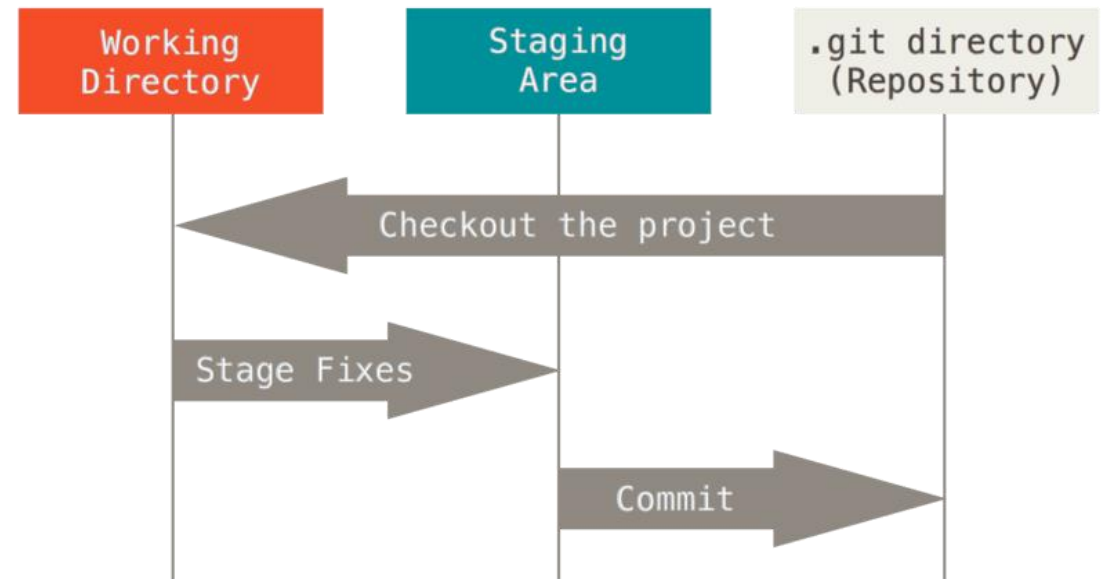 Working
Directory
Staging
Area
.git directory
(Repository)
Checkout the project
Stage Fixes
Commit